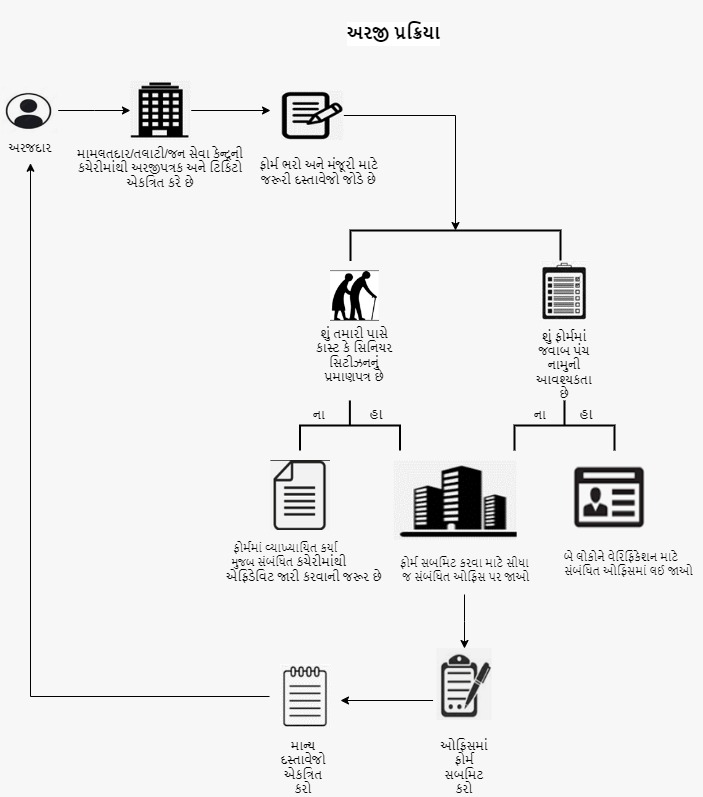 અરજી પ્રક્રિયા
અરજદાર
મામલતદાર/તલાટી/જન સેવા કેન્દ્રની
કચેરીમાંથી અરજીપત્રક અને ટિકિટો
એકત્રિત કરે છે
ફોર્મ ભરો અને મંજૂરી માટે
જરૂરી દસ્તાવેજો જોડે છે
શું તમારી પાસે
કાસ્ટ કે સિનિયર
સિટીઝનનું
પ્રમાણપત્ર છે
શું ફોર્મમાં
જવાબ પંચ
નામુની
આવશ્યકતા
છે
ના
હા
ના
હા
ફોર્મમાં વ્યાખ્યાયિત કર્યા
મુજબ સંબંધિત કચેરીમાંથી
એફિડેવિટ જારી કરવાની જરૂર છે
ફોર્મ સબમિટ કરવા માટે સીધા
જ સંબંધિત ઓફિસ પર જાઓ
બે લોકોને વેરિફિકેશન માટે
સંબંધિત ઓફિસમાં લઈ જાઓ
માન્ય
દસ્તાવેજો
એકત્રિત
કરો
ઓફિસમાં
ફોર્મ
સબમિટ
કરો